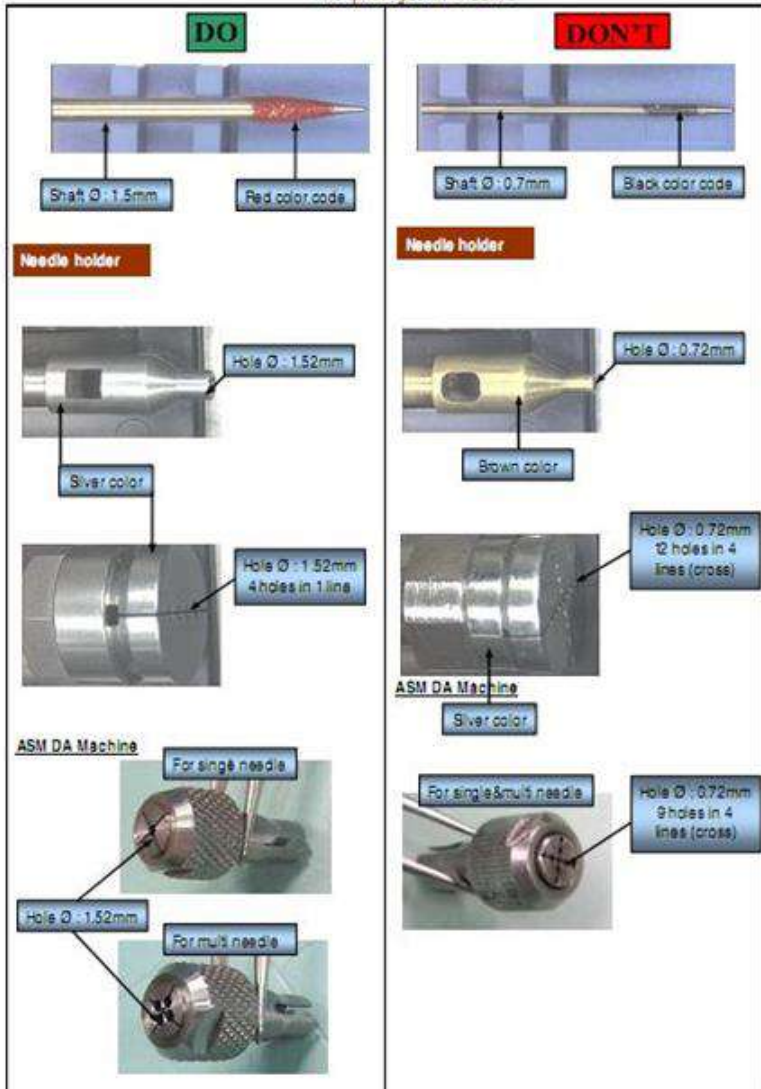 DO
Shaft Ø : 1.5mm
Red color code
Needle holder
Hole Ø : 1.52mm
Silver color
Hole Ø : 1.52mm
4 holes in 1 line
ASM DA Machine
For single needle
Hole Ø : 1.52mm
For multi needle
DON'T
Shaft Ø : 0.7mm
Black color code
Needle holder
Hole Ø : 0.72mm
Brown color
Hole Ø : 0.72mm
12 holes in 4
lines (cross)
ASM DA Machine
Silver color
For single&multi needle
Hole Ø : 0.72mm
9 holes in 4
lines (cross)